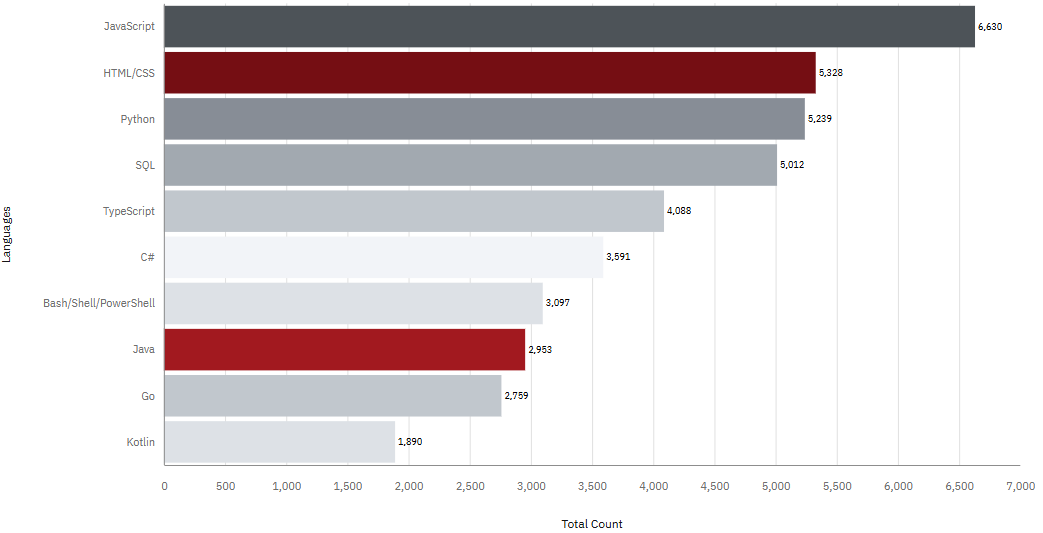 Languages
JavaScript 6,630
HTML/CSS 5,328
Python 5,239
SQL 5,012
TypeScript 4,088
C# 3,591
Bash/Shell/PowerShell 3,097
Java 2,953
Go 2,759
Kotlin 1,890
0 500 1,000 1,500 2,000 2,500 3,000 3,500 4,000 4,500 5,000 5,500 6,000 6,500 7,000
Total Count